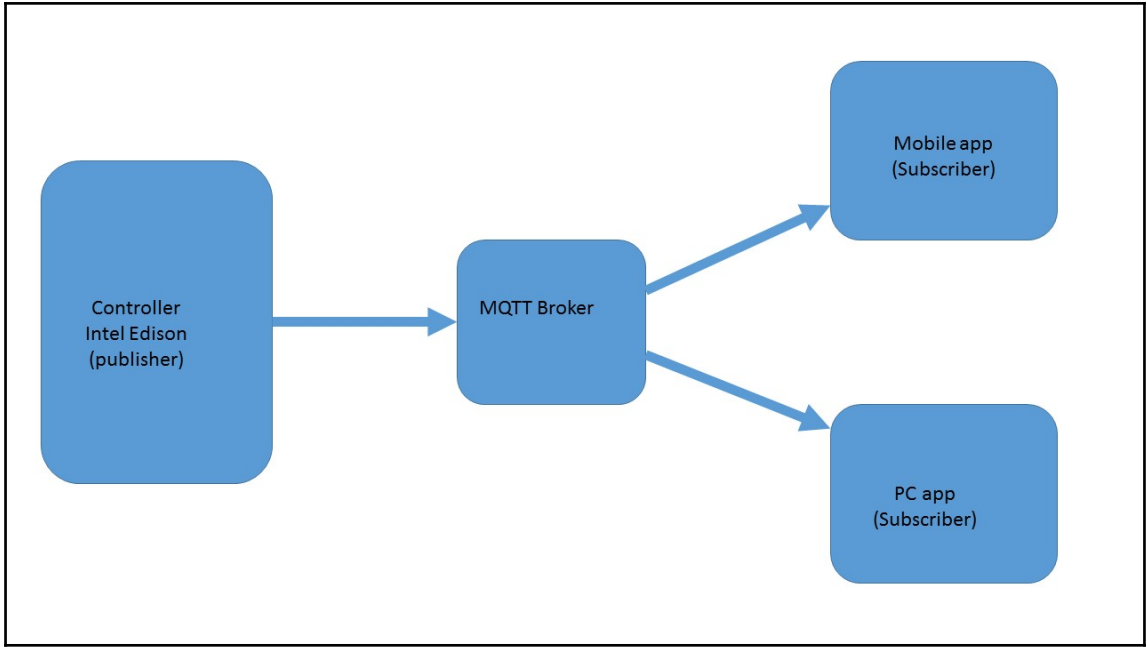 Controller
Intel Edison
(publisher)
MQTT Broker
Mobile app
(Subscriber)
PC app
(Subscriber)